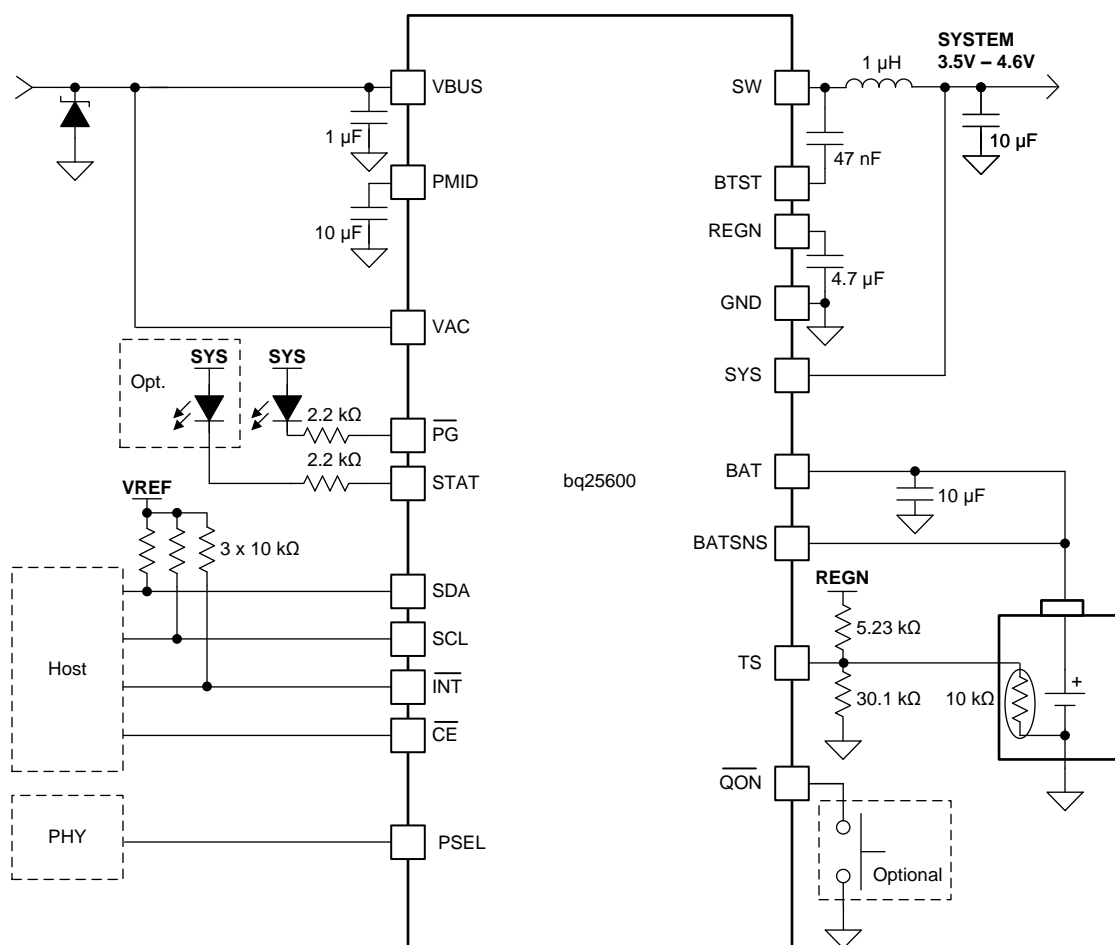 SYSTEM
3.5V – 4.6V
1 µH
VBUS
SW
1 µF
10 µF
47 nF
PMID
BTST
10 µF
REGN
4.7 µF
GND
VAC
SYS
SYS
SYS
Opt.
2.2 kΩ
PG
2.2 kΩ
STAT
bq25600
BAT
10 µF
VREF
3 x 10 kΩ
BATSNS
REGN
SDA
5.23 kΩ
SCL
Host
TS
INT
30.1 kΩ
10 kΩ
+
CE
QON
PHY
PSEL
Optional